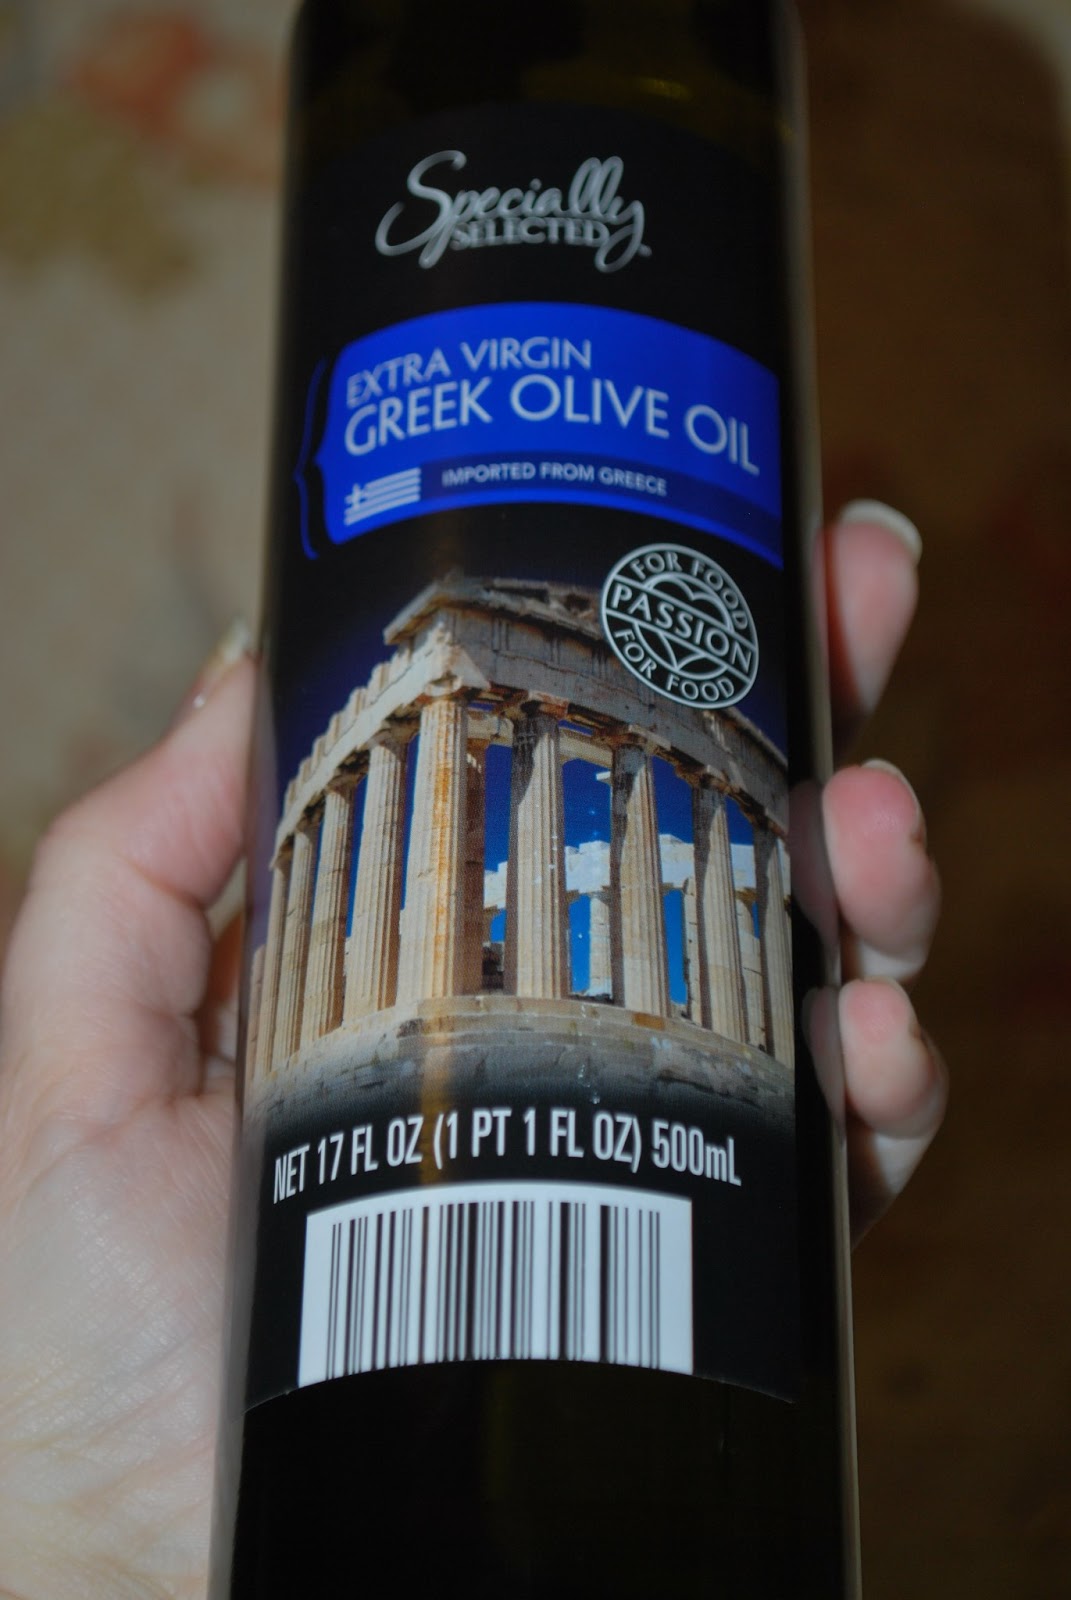 Specially
SELECTED™
EXTRA VIRGIN
GREEK OLIVE OIL
IMPORTED FROM GREECE
FOR FOOD
PASSION
FOR FOOD
NET 17 FL OZ (1 PT 1 FL OZ) 500mL